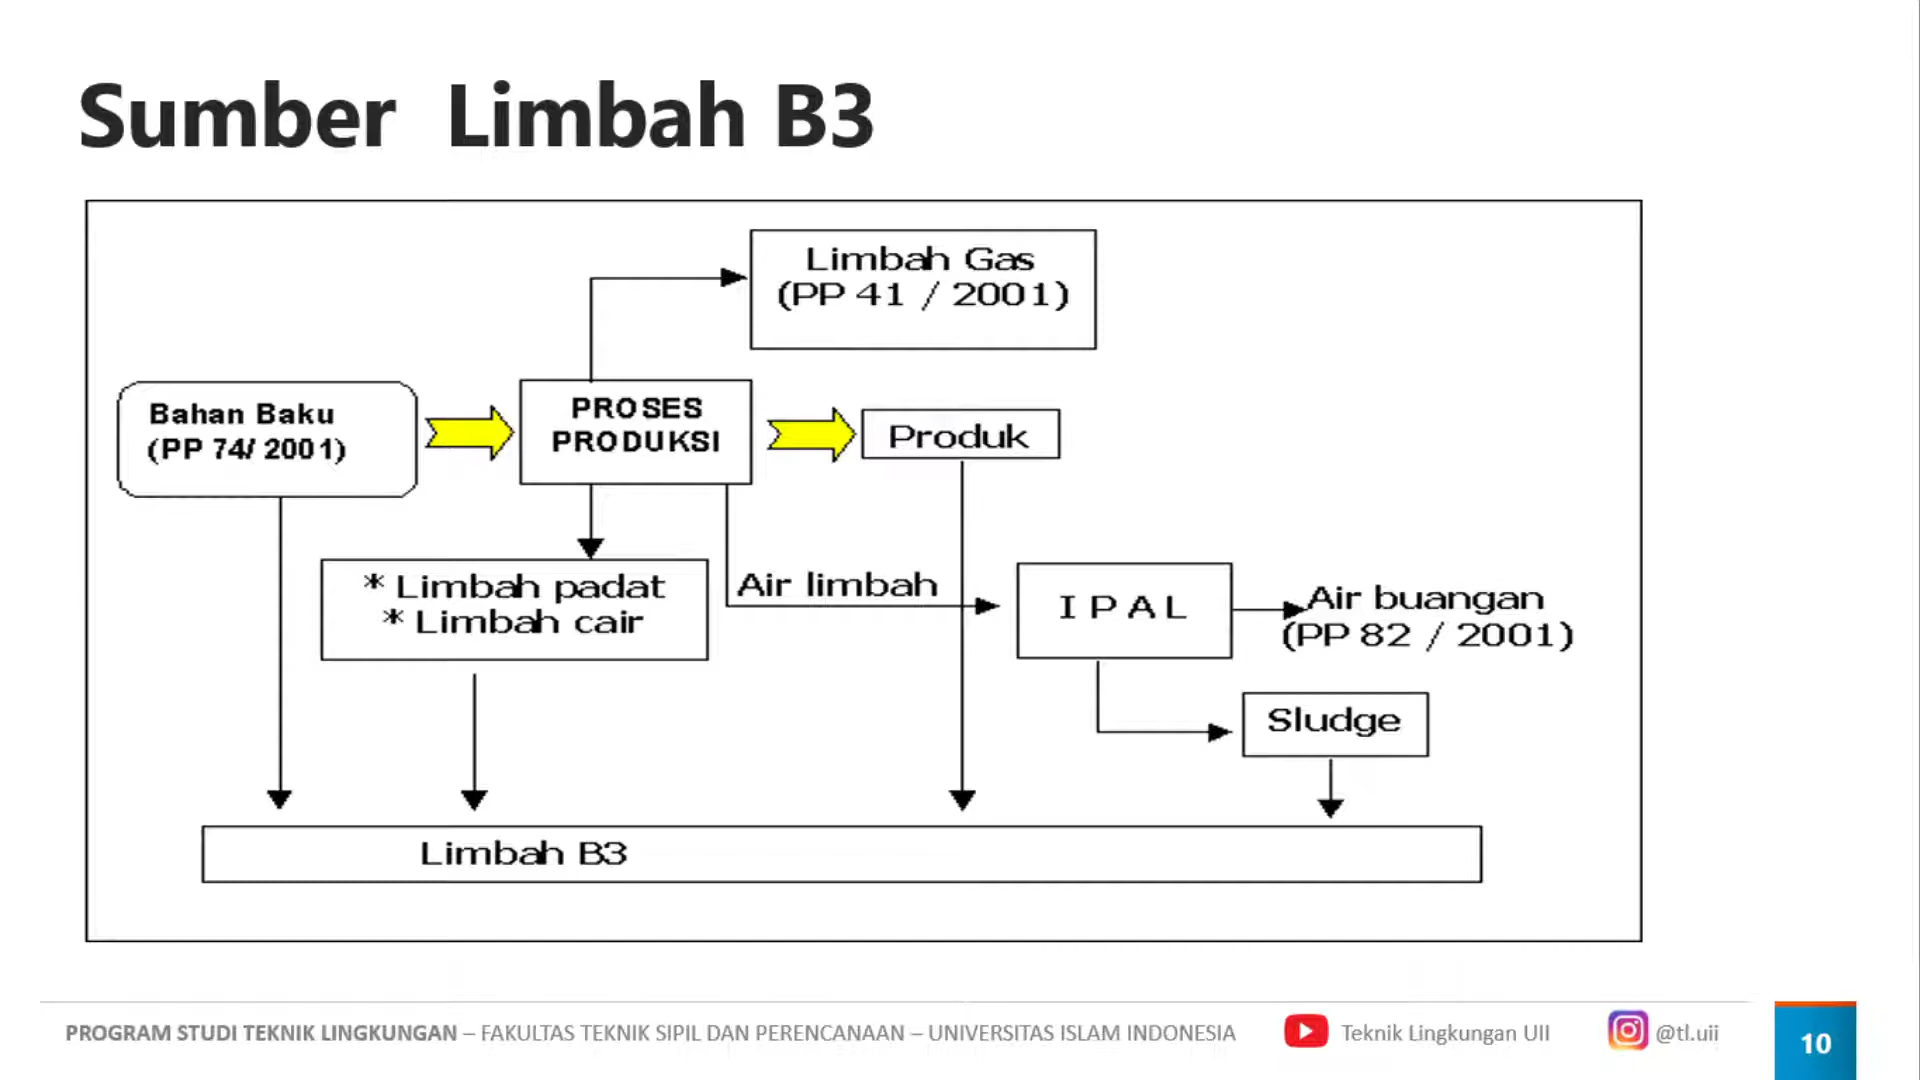 Sumber Limbah B3
Limbah Gas
(PP 41 / 2001)
Bahan Baku
(PP 74/ 2001)
PROSES
PRODUKSI
Produk
* Limbah padat
* Limbah cair
Air limbah
I P A L
Air buangan
(PP 82 / 2001)
Sludge
Limbah B3
PROGRAM STUDI TEKNIK LINGKUNGAN – FAKULTAS TEKNIK SIPIL DAN PERENCANAAN – UNIVERSITAS ISLAM INDONESIA
Teknik Lingkungan UII
@tl.uii
10